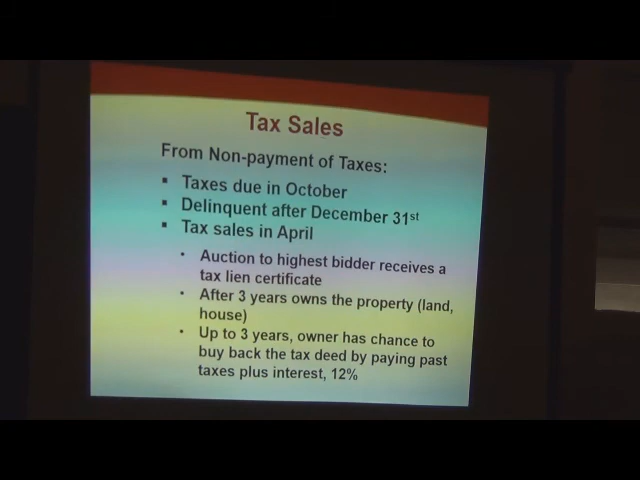 Tax Sales
From Non-payment of Taxes:
▪ Taxes due in October
▪ Delinquent after December 31st
▪ Tax sales in April
• Auction to highest bidder receives a
tax lien certificate
• After 3 years owns the property (land,
house)
• Up to 3 years, owner has chance to
buy back the tax deed by paying past
taxes plus interest, 12%